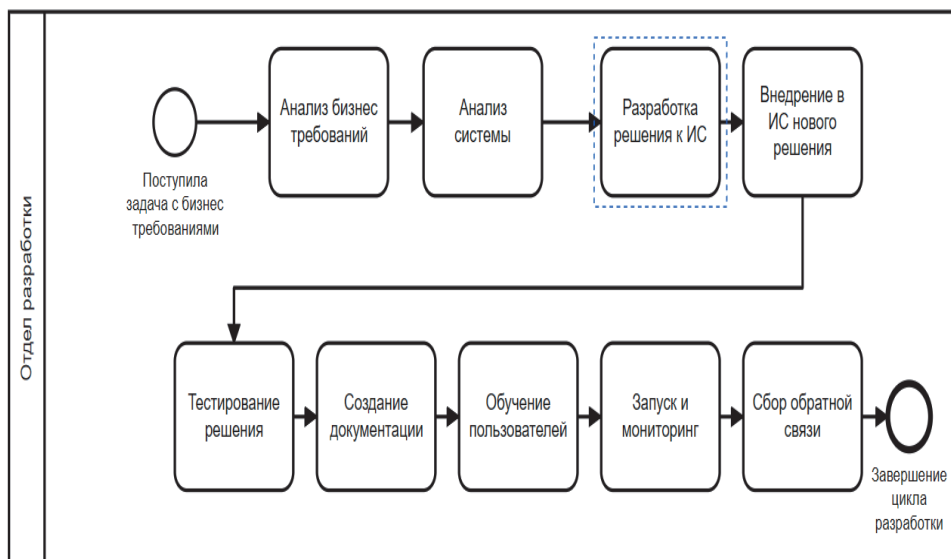 Отдел разработки
Поступила
задача с бизнес
требованиями
Анализ бизнес
требований
Анализ
системы
Разработка
решения к ИС
Внедрение в
ИС нового
решения
Тестирование
решения
Создание
документации
Обучение
пользователей
Запуск и
мониторинг
Сбор обратной
связи
Завершение
цикла
разработки